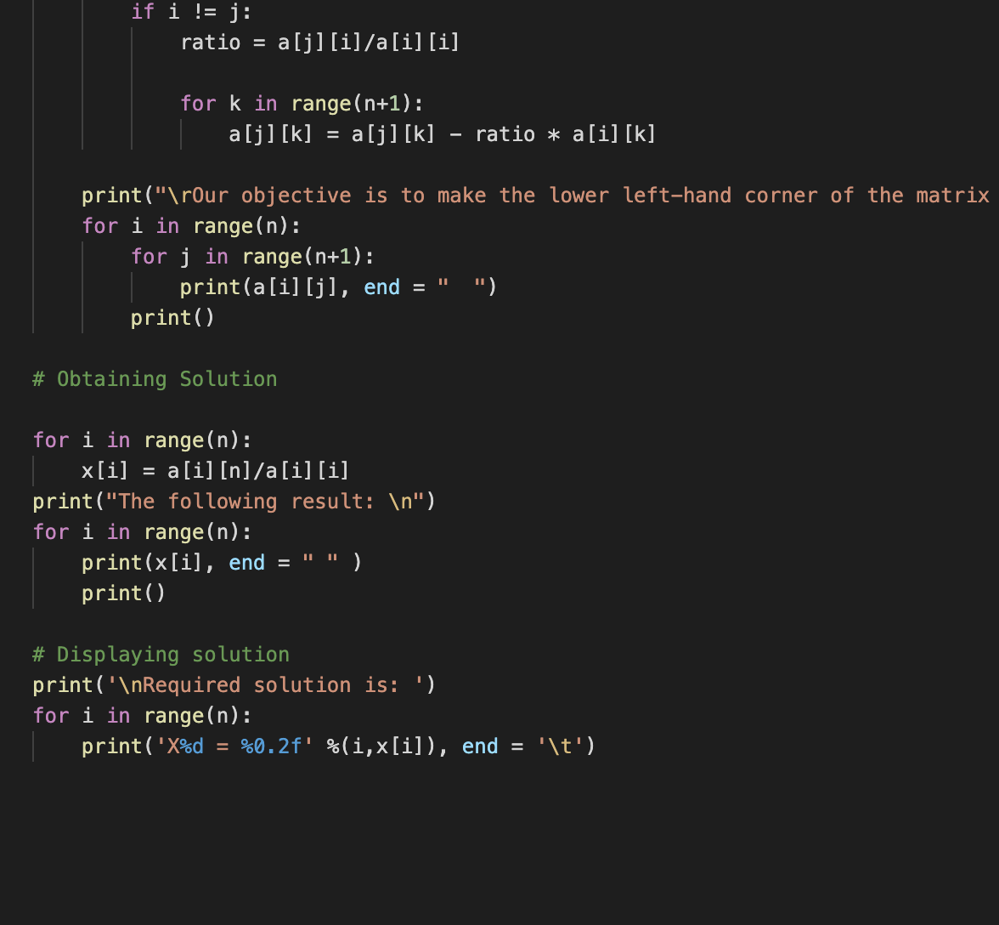 if i != j:
ratio = a[j][i]/a[i][i]
for k in range(n+1):
a[j][k] = a[j][k] - ratio * a[i][k]
print("\rOur objective is to make the lower left-hand corner of the matrix
for i in range(n):
for j in range(n+1):
print(a[i][j], end = "  ")
print()
# Obtaining Solution
for i in range(n):
x[i] = a[i][n]/a[i][i]
print("The following result: \n")
for i in range(n):
print(x[i], end = " " )
print()
# Displaying solution
print('\nRequired solution is: ')
for i in range(n):
print('X%d = %0.2f' %(i,x[i]), end = '\t')